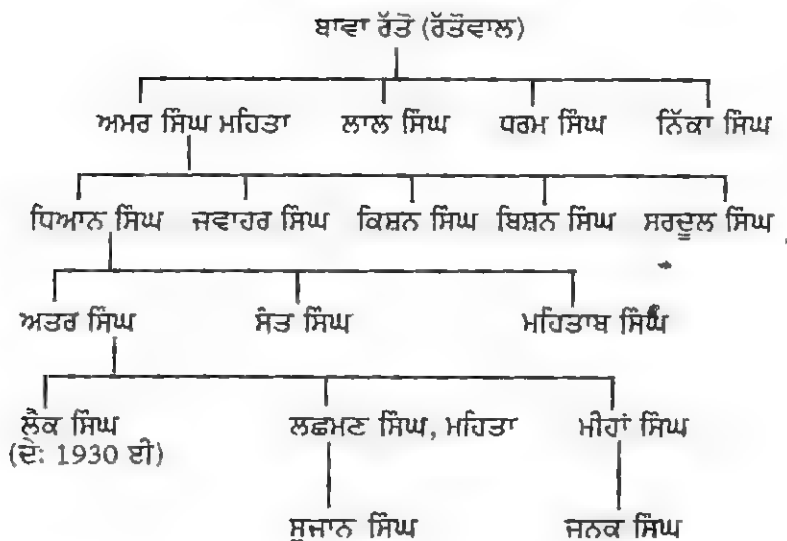 ਬਾਵਾ ਰੱਤੋ (ਰੱਤੋਵਾਲ)
ਅਮਰ ਸਿੰਘ ਮਹਿਤਾ ਲਾਲ ਸਿੰਘ ਧਰਮ ਸਿੰਘ ਨਿੱਕਾ ਸਿੰਘ
ਧਿਆਨ ਸਿੰਘ ਜਵਾਹਰ ਸਿੰਘ ਕਿਸ਼ਨ ਸਿੰਘ ਬਿਸ਼ਨ ਸਿੰਘ ਸਰਦੂਲ ਸਿੰਘ
ਅਤਰ ਸਿੰਘ ਸੰਤ ਸਿੰਘ ਮਹਿਤਾਬ ਸਿੰਘ
ਲੈਕ ਸਿੰਘ ਲਛਮਣ ਸਿੰਘ, ਮਹਿਤਾ ਮੀਹਾਂ ਸਿੰਘ
(ਦੇ: 1930 ਈ)
ਸੁਜਾਨ ਸਿੰਘ ਜਨਕ ਸਿੰਘ